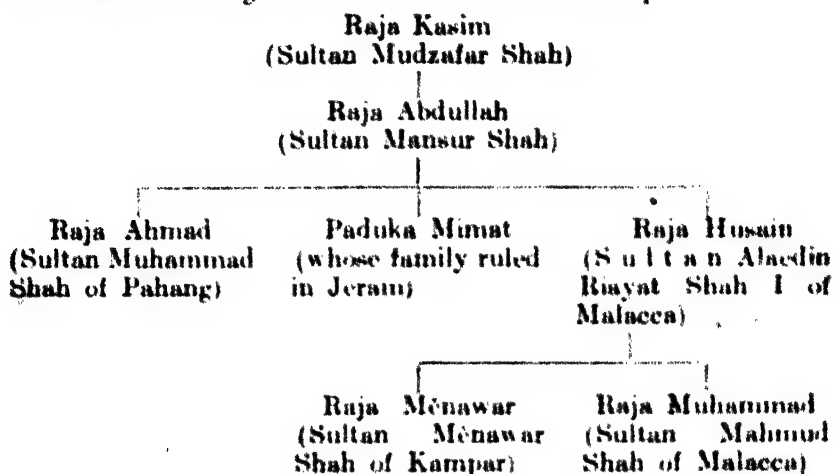 Raja Kasim
(Sultan Mudzafar Shah)
Raja Abdullah
(Sultan Mansur Shah)
Raja Ahmad
(Sultan Muhammad
Shah of Pahang)
Paduka Mimat
(whose family ruled
in Jeram)
Raja Husain
(Sultan Alaedin
Riayat Shah I of
Malacca)
Raja Mĕnawar
(Sultan Mĕnawar
Shah of Kampar)
Raja Muhammad
(Sultan Mahmud
Shah of Malacca)